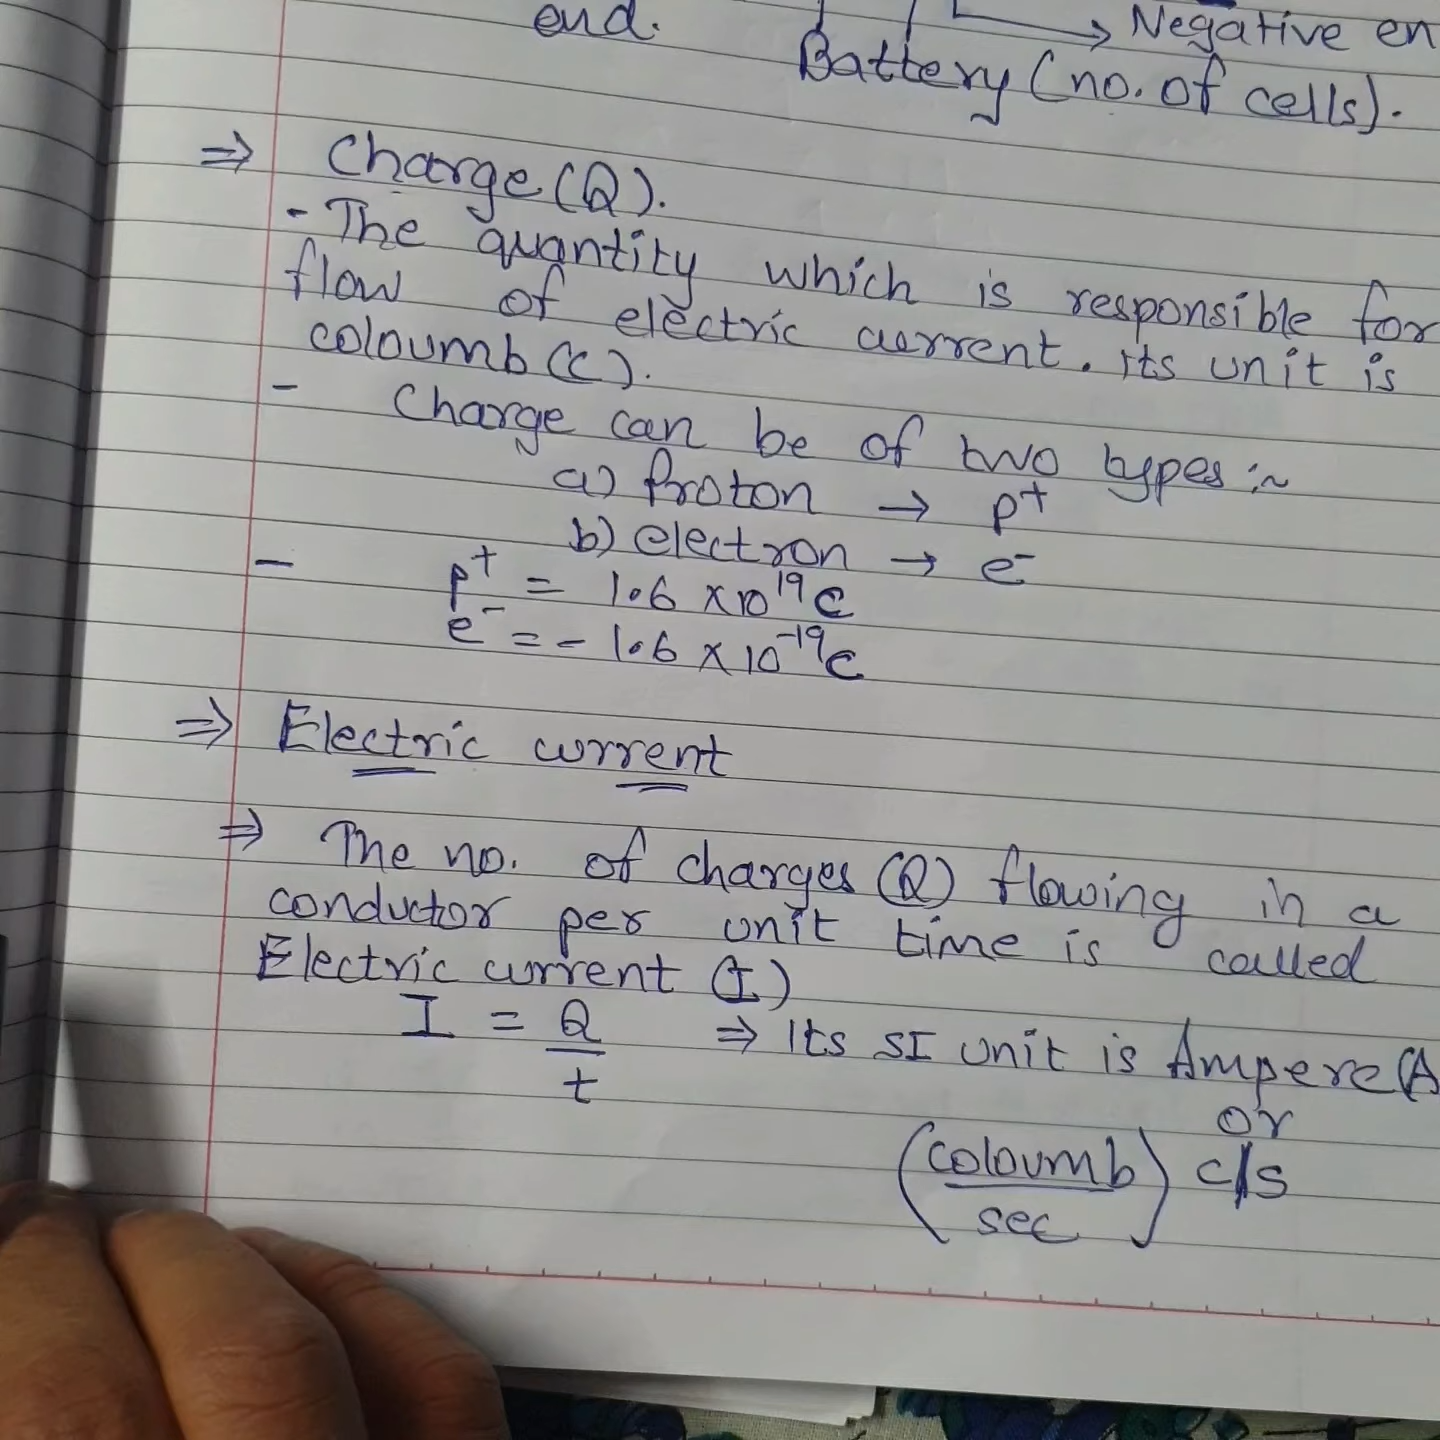 end.
Negative en
Battery (no. of cells).
⇒ Charge (Q).
- The quantity which is responsible for
flow of electric current. its unit is
coloumb (C).
- Charge can be of two types :~
a) Proton → p⁺
b) electron → e⁻
- p⁺ = 1.6 ×10¹⁹C
e⁻ = - 1.6 × 10⁻¹⁹C
⇒ Electric current
⇒ The no. of charges (Q) flowing in a
conductor per unit time is called
Electric current (I)
I = Q/t ⇒ Its SI unit is Ampere (A
or
(coloumb/sec) c/s